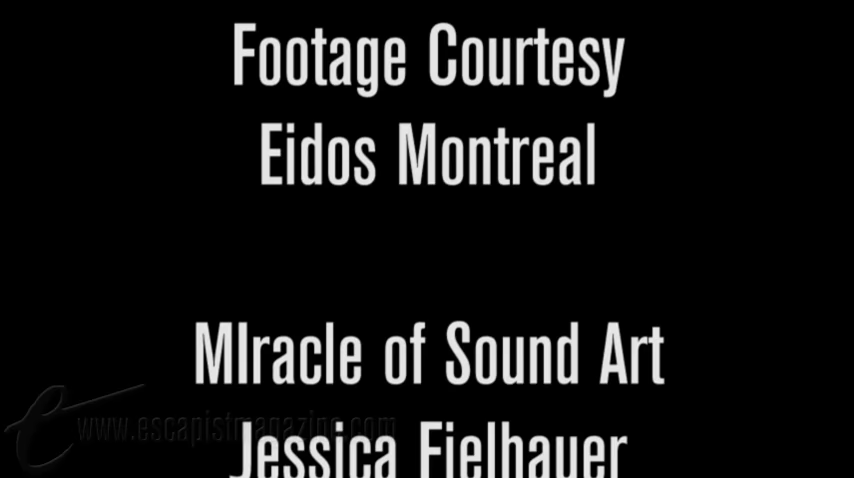 Footage Courtesy
Eidos Montreal
MIracle of Sound Art
www.escapistmagazine.com
Jessica Fielhauer